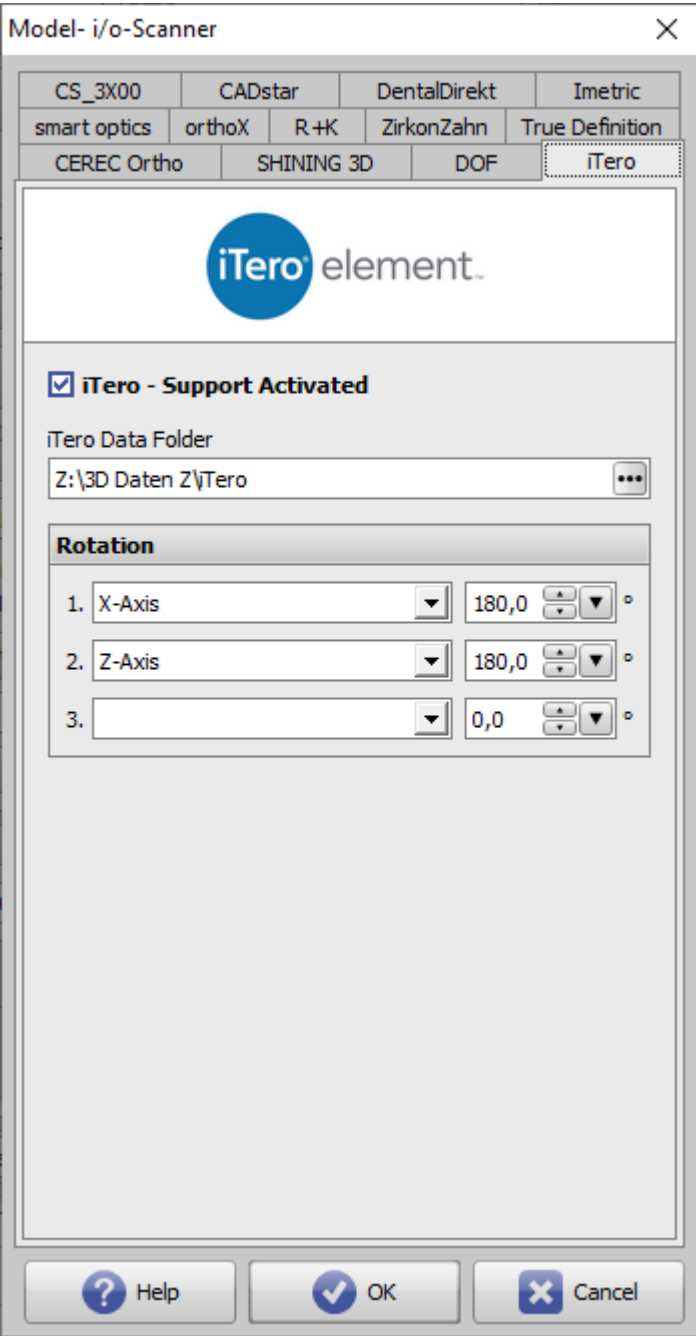 Model- i/o-Scanner
CS_3X00 CADstar DentalDirekt Imetric
smart optics orthoX R+K ZirkonZahn True Definition
CEREC Ortho SHINING 3D DOF iTero
iTero® element™
iTero - Support Activated
iTero Data Folder
Z:\3D Daten Z\iTero
Rotation
1. X-Axis 180,0 °
2. Z-Axis 180,0 °
3. 0,0 °
Help OK Cancel